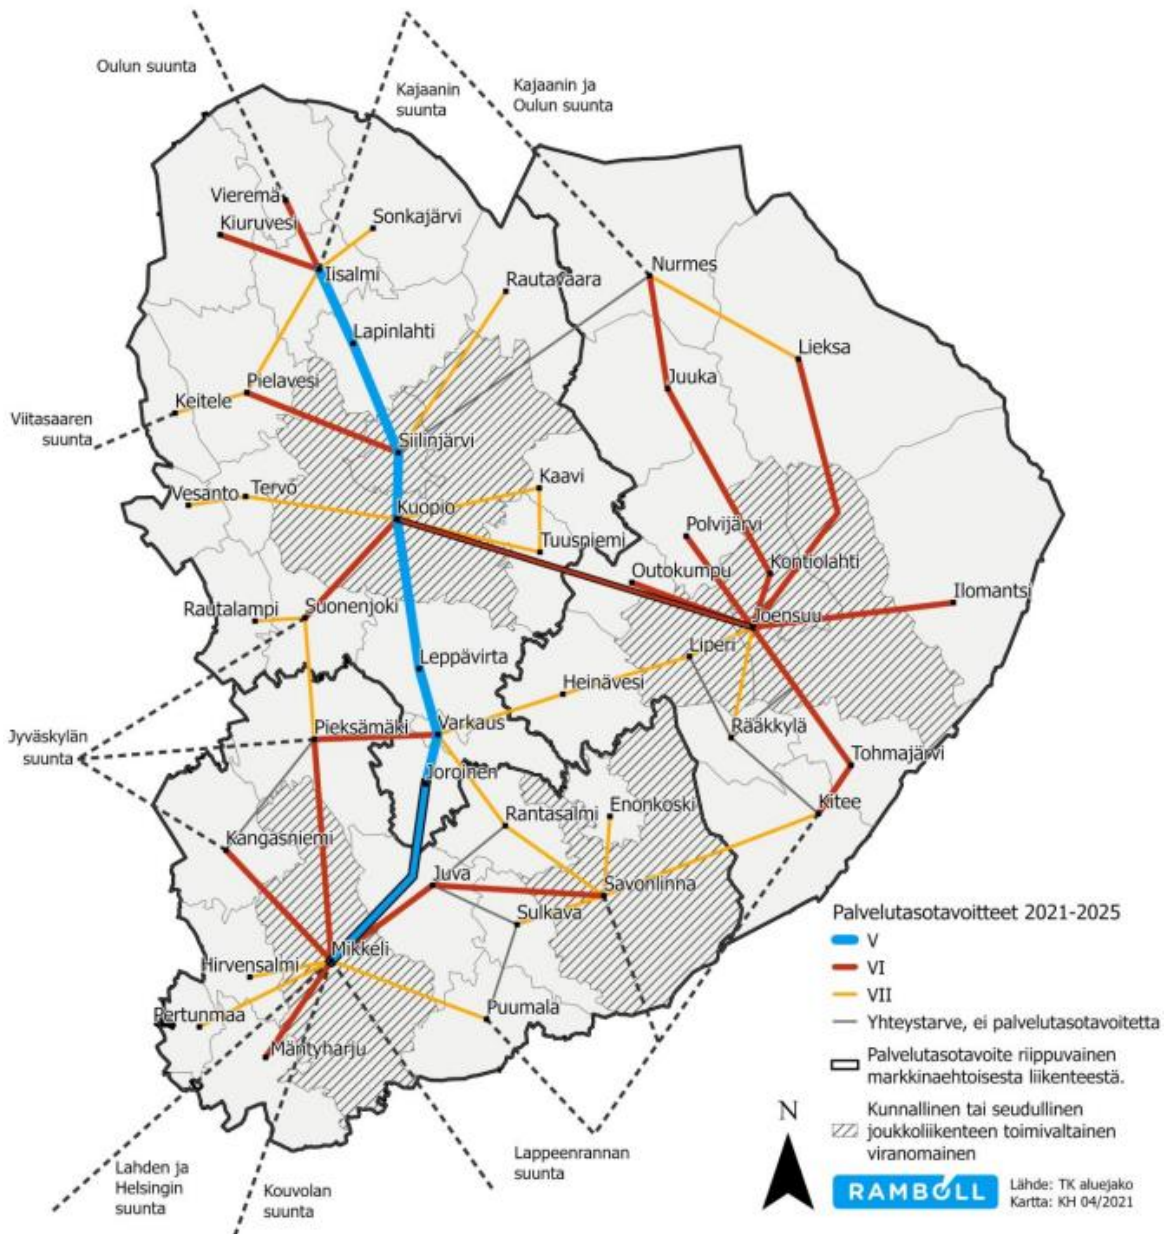 Oulun suunta
Kajaanin
suunta
Kajaanin ja
Oulun suunta
Vieremä
Kiuruvesi
Sonkajärvi
Iisalmi
Rautavaara
Nurmes
Lapinlahti
Lieksa
Juuka
Pielavesi
Keitele
Viitasaaren
suunta
Siilinjärvi
Kaavi
Vesanto
Tervo
Kuopio
Tuusniemi
Polvijärvi
Kontiolahti
Outokumpu
Ilomantsi
Rautalampi
Suonenjoki
Joensuu
Liperi
Leppävirta
Heinävesi
Jyväskylän
suunta
Pieksämäki
Varkaus
Rääkkylä
Tohmajärvi
Joroinen
Kitee
Rantasalmi
Enonkoski
Kangasniemi
Juva
Savonlinna
Sulkava
Mikkeli
Hirvensalmi
Pertunmaa
Puumala
Mäntyharju
Lahden ja
Helsingin
suunta
Kouvolan
suunta
Lappeenrannan
suunta
Palvelutasotavoitteet 2021-2025
V
VI
VII
Yhteystarve, ei palvelutasotavoitetta
Palvelutasotavoite riippuvainen
markkinaehtoisesta liikenteestä.
Kunnallinen tai seudullinen
joukkoliikenteen toimivaltainen
viranomainen
N
RAMBOLL
Lähde: TK aluejako
Kartta: KH 04/2021